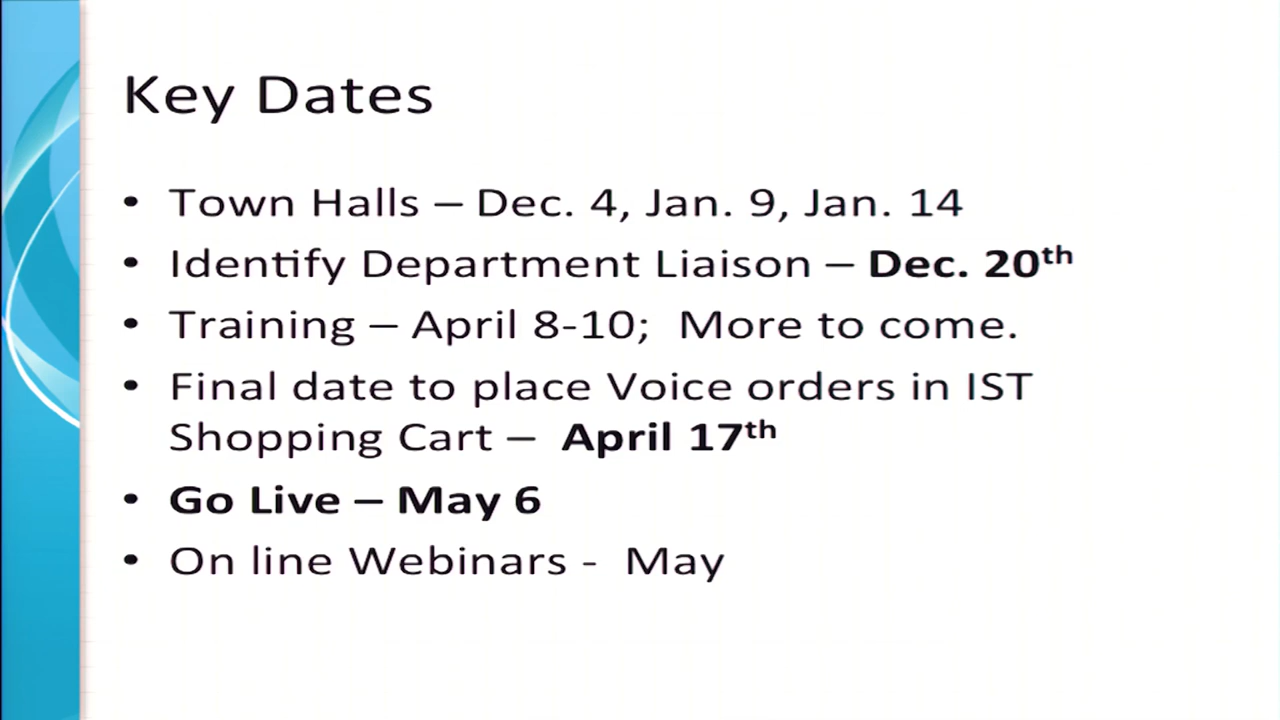 Key Dates
• Town Halls – Dec. 4, Jan. 9, Jan. 14
• Identify Department Liaison – Dec. 20th
• Training – April 8-10;  More to come.
• Final date to place Voice orders in IST
Shopping Cart –  April 17th
• Go Live – May 6
• On line Webinars -  May